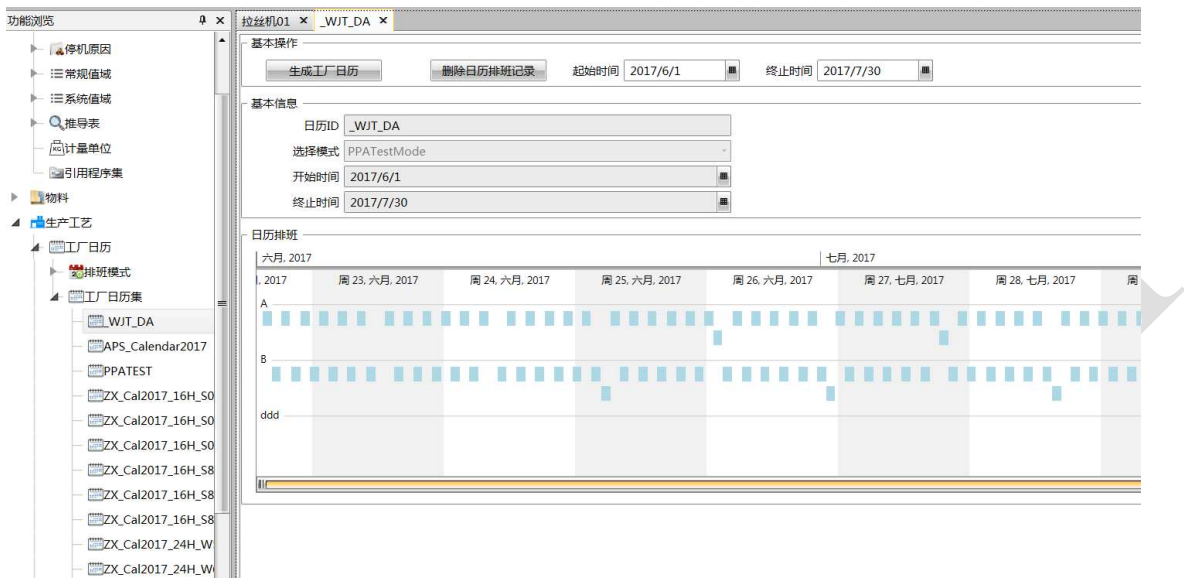 功能浏览
停机原因
常规值域
系统值域
推导表
计量单位
引用程序集
物料
生产工艺
工厂日历
排班模式
工厂日历集
_WJT_DA
APS_Calendar2017
PPATEST
ZX_Cal2017_16H_S0
ZX_Cal2017_16H_S0
ZX_Cal2017_16H_S0
ZX_Cal2017_16H_S8
ZX_Cal2017_16H_S8
ZX_Cal2017_16H_S8
ZX_Cal2017_24H_W
ZX_Cal2017_24H_W
拉丝机01 _WJT_DA
基本操作
生成工厂日历 删除日历排班记录 起始时间 2017/6/1 终止时间 2017/7/30
基本信息
日历ID _WJT_DA
选择模式 PPATestMode
开始时间 2017/6/1
终止时间 2017/7/30
日历排班
六月, 2017 七月, 2017
, 2017 周 23, 六月, 2017 周 24, 六月, 2017 周 25, 六月, 2017 周 26, 六月, 2017 周 27, 七月, 2017 周 28, 七月, 2017 周
A
B
ddd